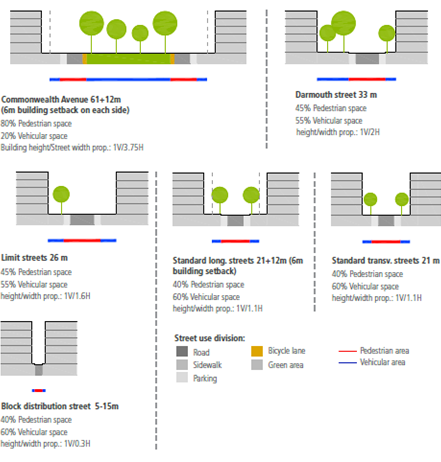 Commonwealth Avenue 61+12m
(6m building setback on each side)
80% Pedestrian space
20% Vehicular space
Building height/Street width prop.: 1V/3.75H
Darmouth street 33 m
45% Pedestrian space
55% Vehicular space
height/width prop.: 1V/2H
Limit streets 26 m
45% Pedestrian space
55% Vehicular space
height/width prop.: 1V/1.6H
Standard long. streets 21+12m (6m
building setback)
40% Pedestrian space
60% Vehicular space
height/width prop.: 1V/1.1H
Standard transv. streets 21 m
40% Pedestrian space
60% Vehicular space
height/width prop.: 1V/1.1H
Block distribution street 5-15m
40% Pedestrian space
60% Vehicular space
height/width prop.: 1V/0.3H
Street use division:
Road
Sidewalk
Parking
Bicycle lane
Green area
Pedestrian area
Vehicular area